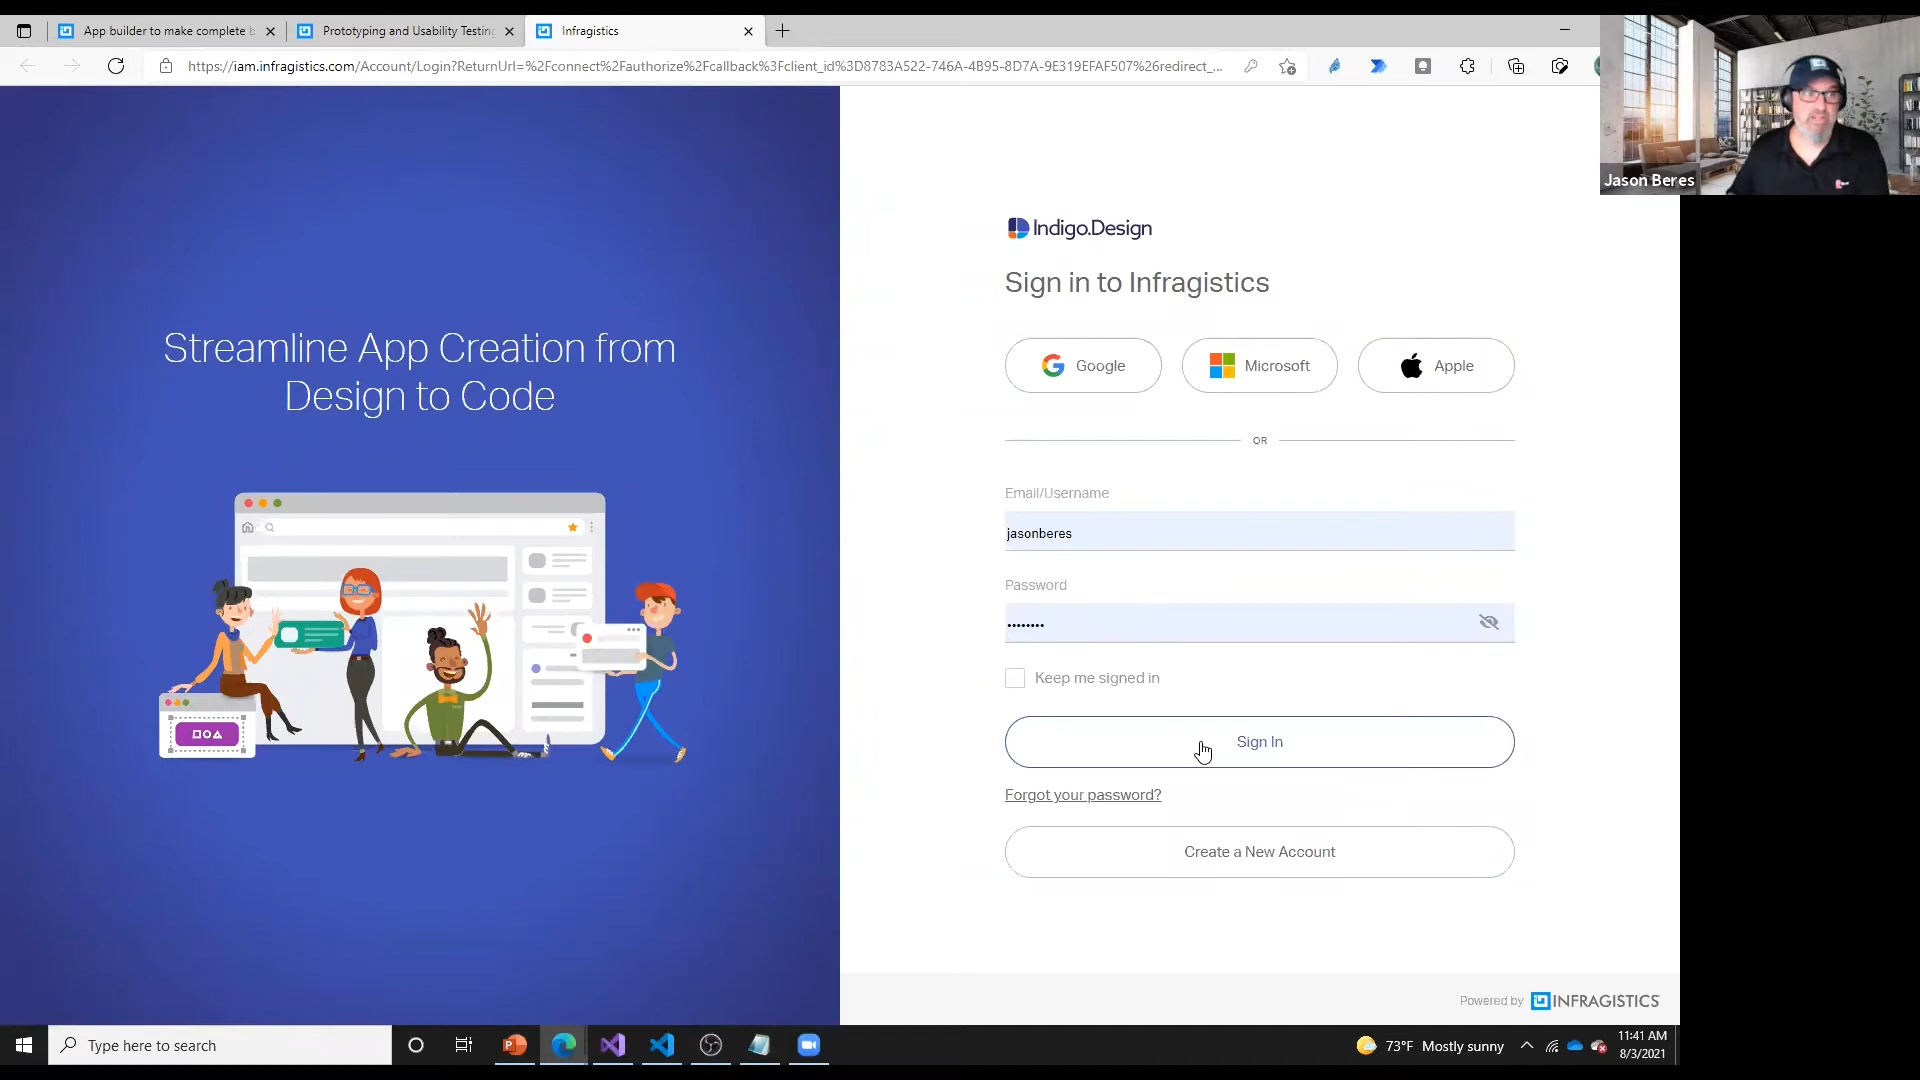 App builder to make complete
Prototyping and Usability Testing
Infragistics
https://iam.infragistics.com/Account/Login?ReturnUrl=%2Fconnect%2Fauthorize%2Fcallback%3Fclient_id%3D8783A522-746A-4B95-8D7A-9E319EFAF507%26redirect_...
Jason Beres
Streamline App Creation from
Design to Code
Indigo.Design
Sign in to Infragistics
Google
Microsoft
Apple
OR
Email/Username
jasonberes
Password
Keep me signed in
Sign In
Forgot your password?
Create a New Account
Powered by INFRAGISTICS
Type here to search
73°F Mostly sunny
11:41 AM
8/3/2021